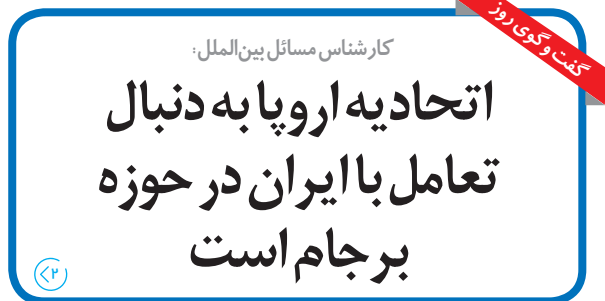 گفت و گوی روز
کارشناس مسائل بین‌الملل:
اتحادیه اروپا به دنبال
تعامل با ایران در حوزه
برجام است
۲